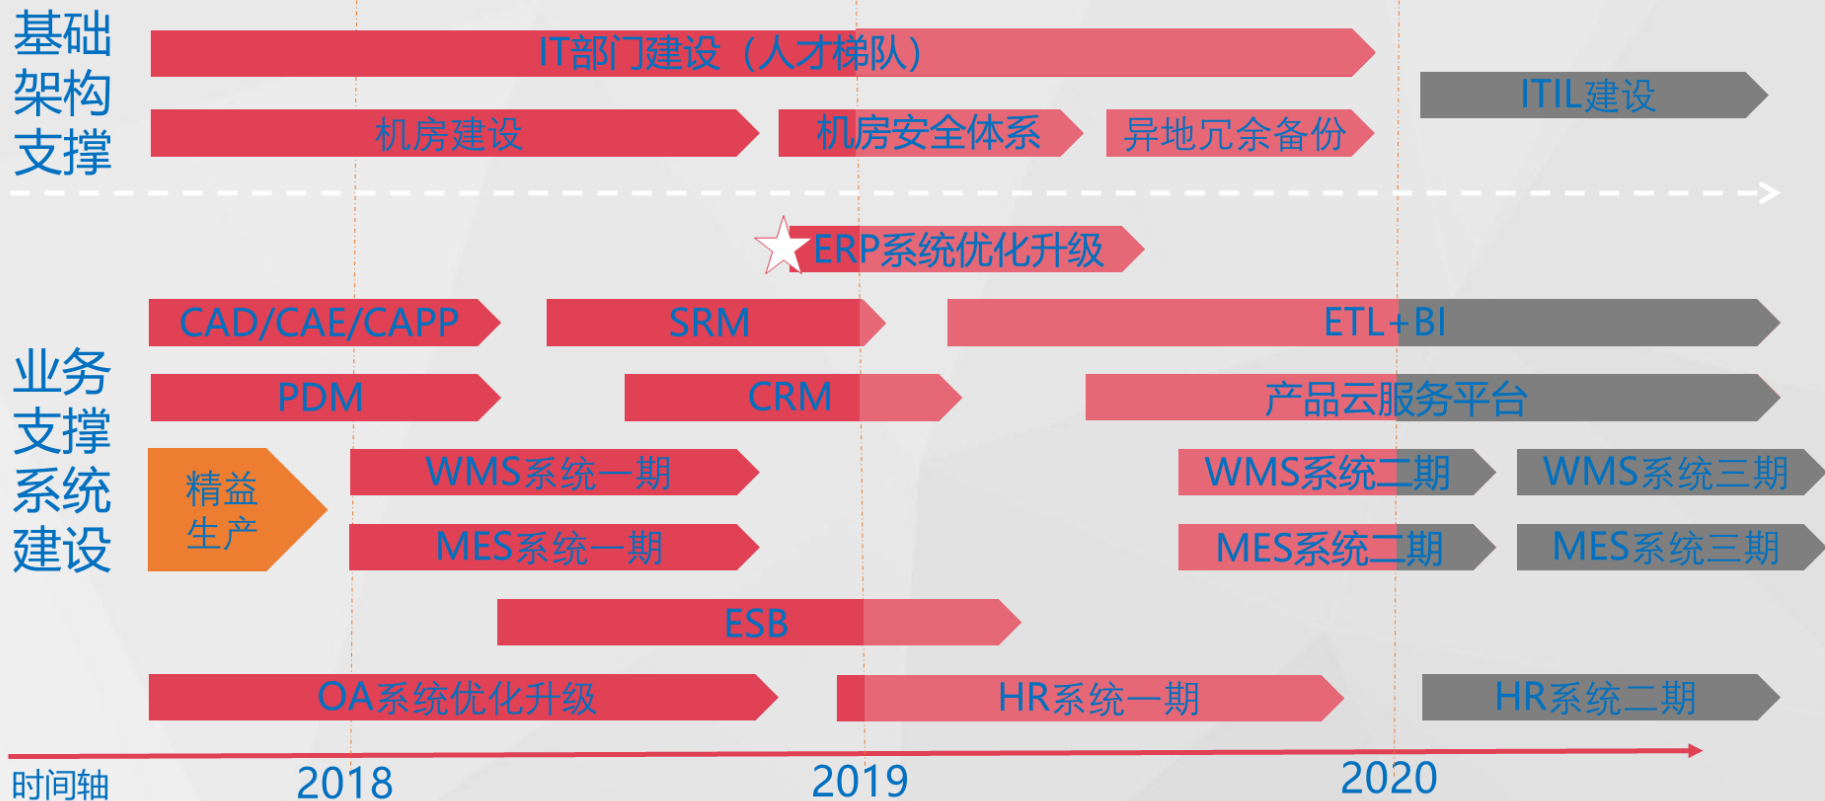 基础
架构
支撑
IT部门建设（人才梯队）
ITIL建设
机房建设
机房安全体系
异地冗余备份
业务
支撑
系统
建设
ERP系统优化升级
CAD/CAE/CAPP
SRM
ETL+BI
PDM
CRM
产品云服务平台
精益
生产
WMS系统一期
WMS系统二期
WMS系统三期
MES系统一期
MES系统二期
MES系统三期
ESB
OA系统优化升级
HR系统一期
HR系统二期
时间轴
2018
2019
2020